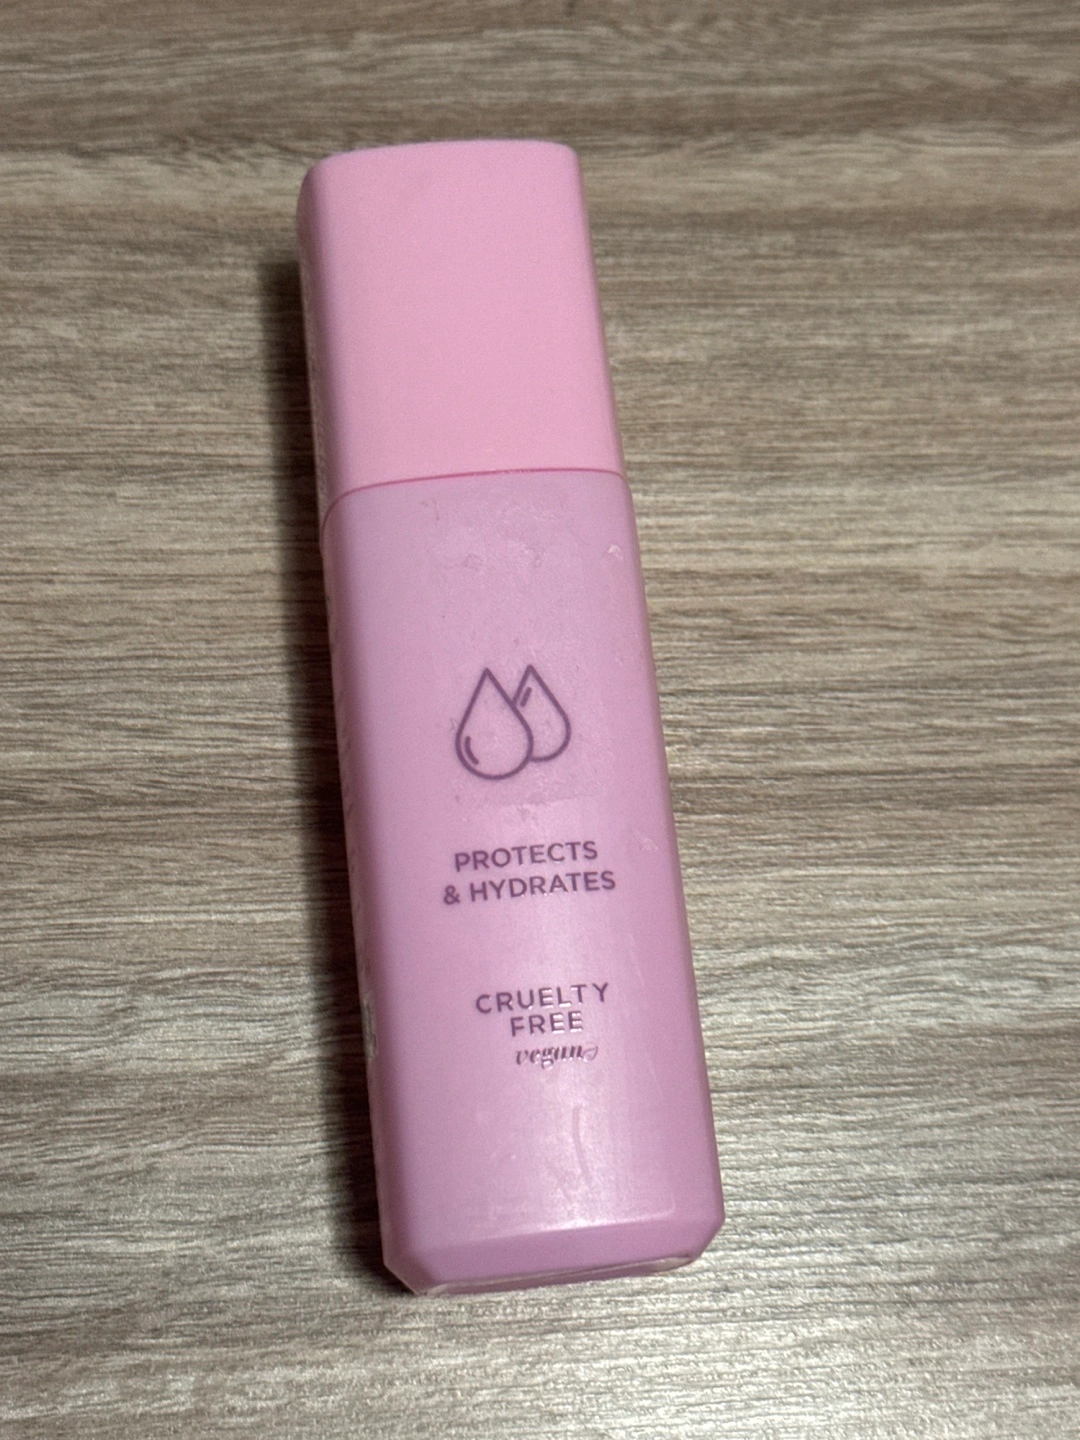 PROTECTS
& HYDRATES
CRUELTY
FREE
vegan